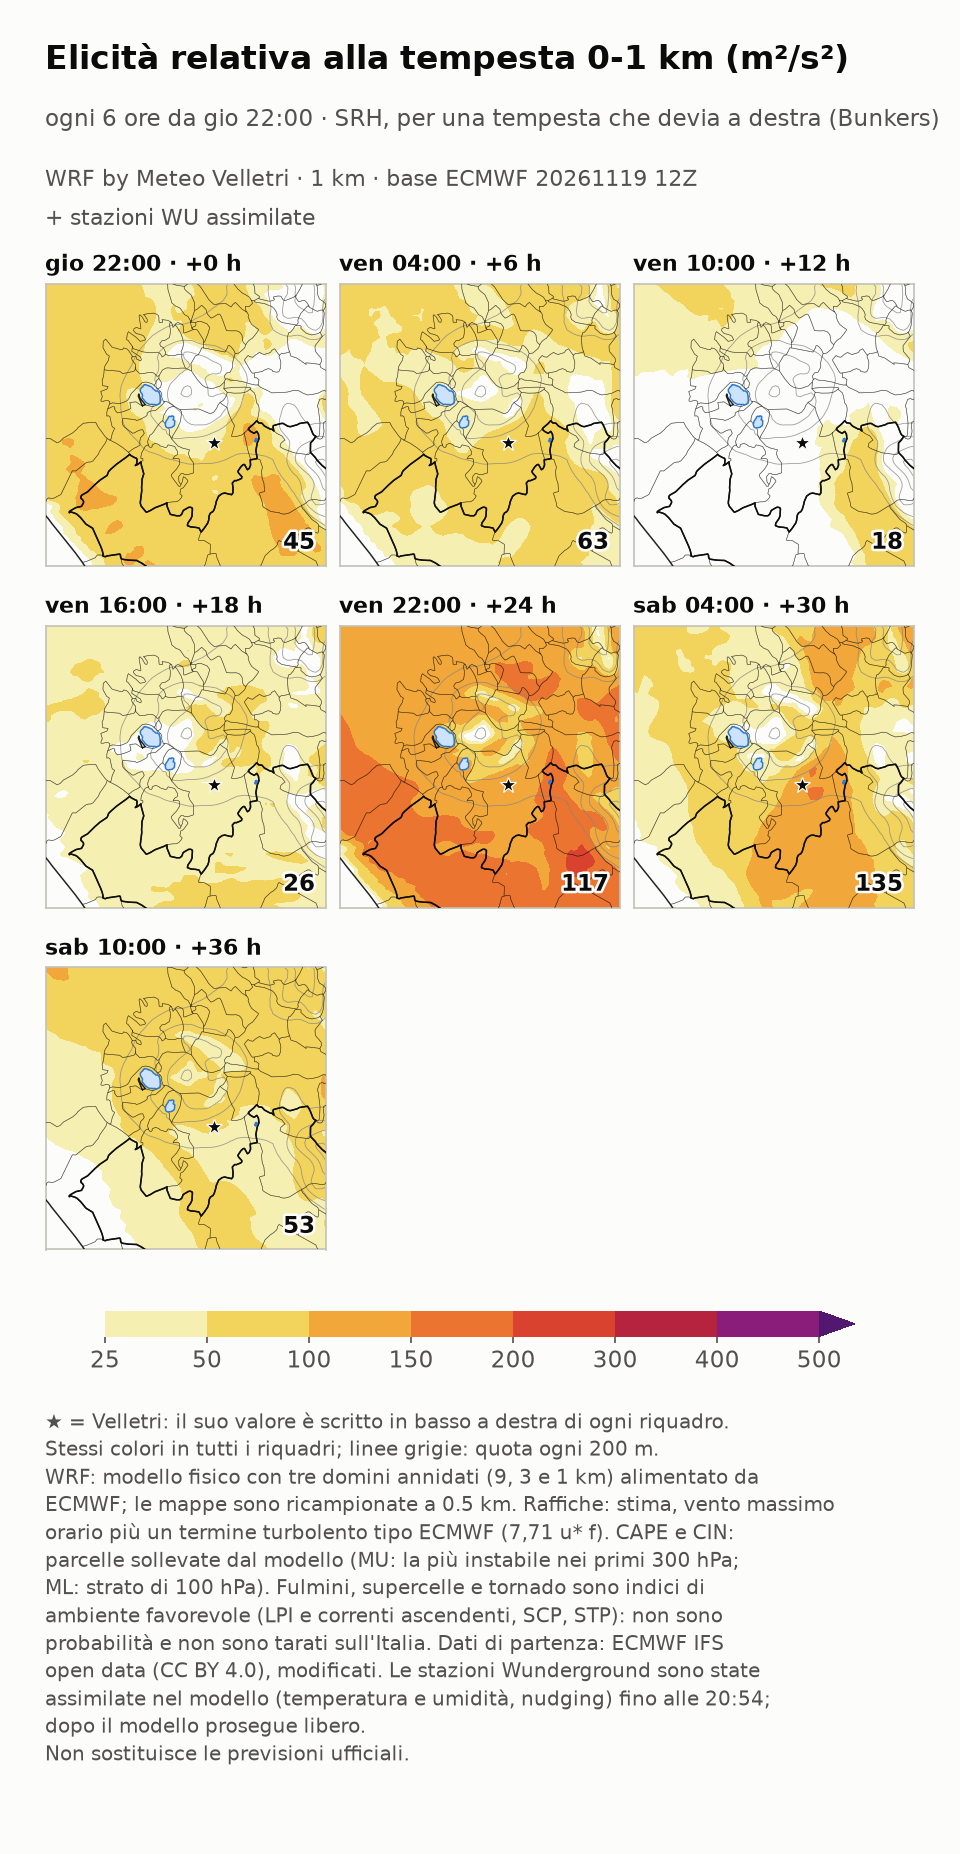 Elicità relativa alla tempesta 0-1 km (m²/s²)
ogni 6 ore da gio 22:00 · SRH, per una tempesta che devia a destra (Bunkers)
WRF by Meteo Velletri · 1 km · base ECMWF 20261119 12Z
+ stazioni WU assimilate
gio 22:00 · +0 h
ven 04:00 · +6 h
ven 10:00 · +12 h
45
63
18
ven 16:00 · +18 h
ven 22:00 · +24 h
sab 04:00 · +30 h
26
117
135
sab 10:00 · +36 h
53
25 50 100 150 200 300 400 500
★ = Velletri: il suo valore è scritto in basso a destra di ogni riquadro.
Stessi colori in tutti i riquadri; linee grigie: quota ogni 200 m.
WRF: modello fisico con tre domini annidati (9, 3 e 1 km) alimentato da
ECMWF; le mappe sono ricampionate a 0.5 km. Raffiche: stima, vento massimo
orario più un termine turbolento tipo ECMWF (7,71 u* f). CAPE e CIN:
parcelle sollevate dal modello (MU: la più instabile nei primi 300 hPa;
ML: strato di 100 hPa). Fulmini, supercelle e tornado sono indici di
ambiente favorevole (LPI e correnti ascendenti, SCP, STP): non sono
probabilità e non sono tarati sull'Italia. Dati di partenza: ECMWF IFS
open data (CC BY 4.0), modificati. Le stazioni Wunderground sono state
assimilate nel modello (temperatura e umidità, nudging) fino alle 20:54;
dopo il modello prosegue libero.
Non sostituisce le previsioni ufficiali.